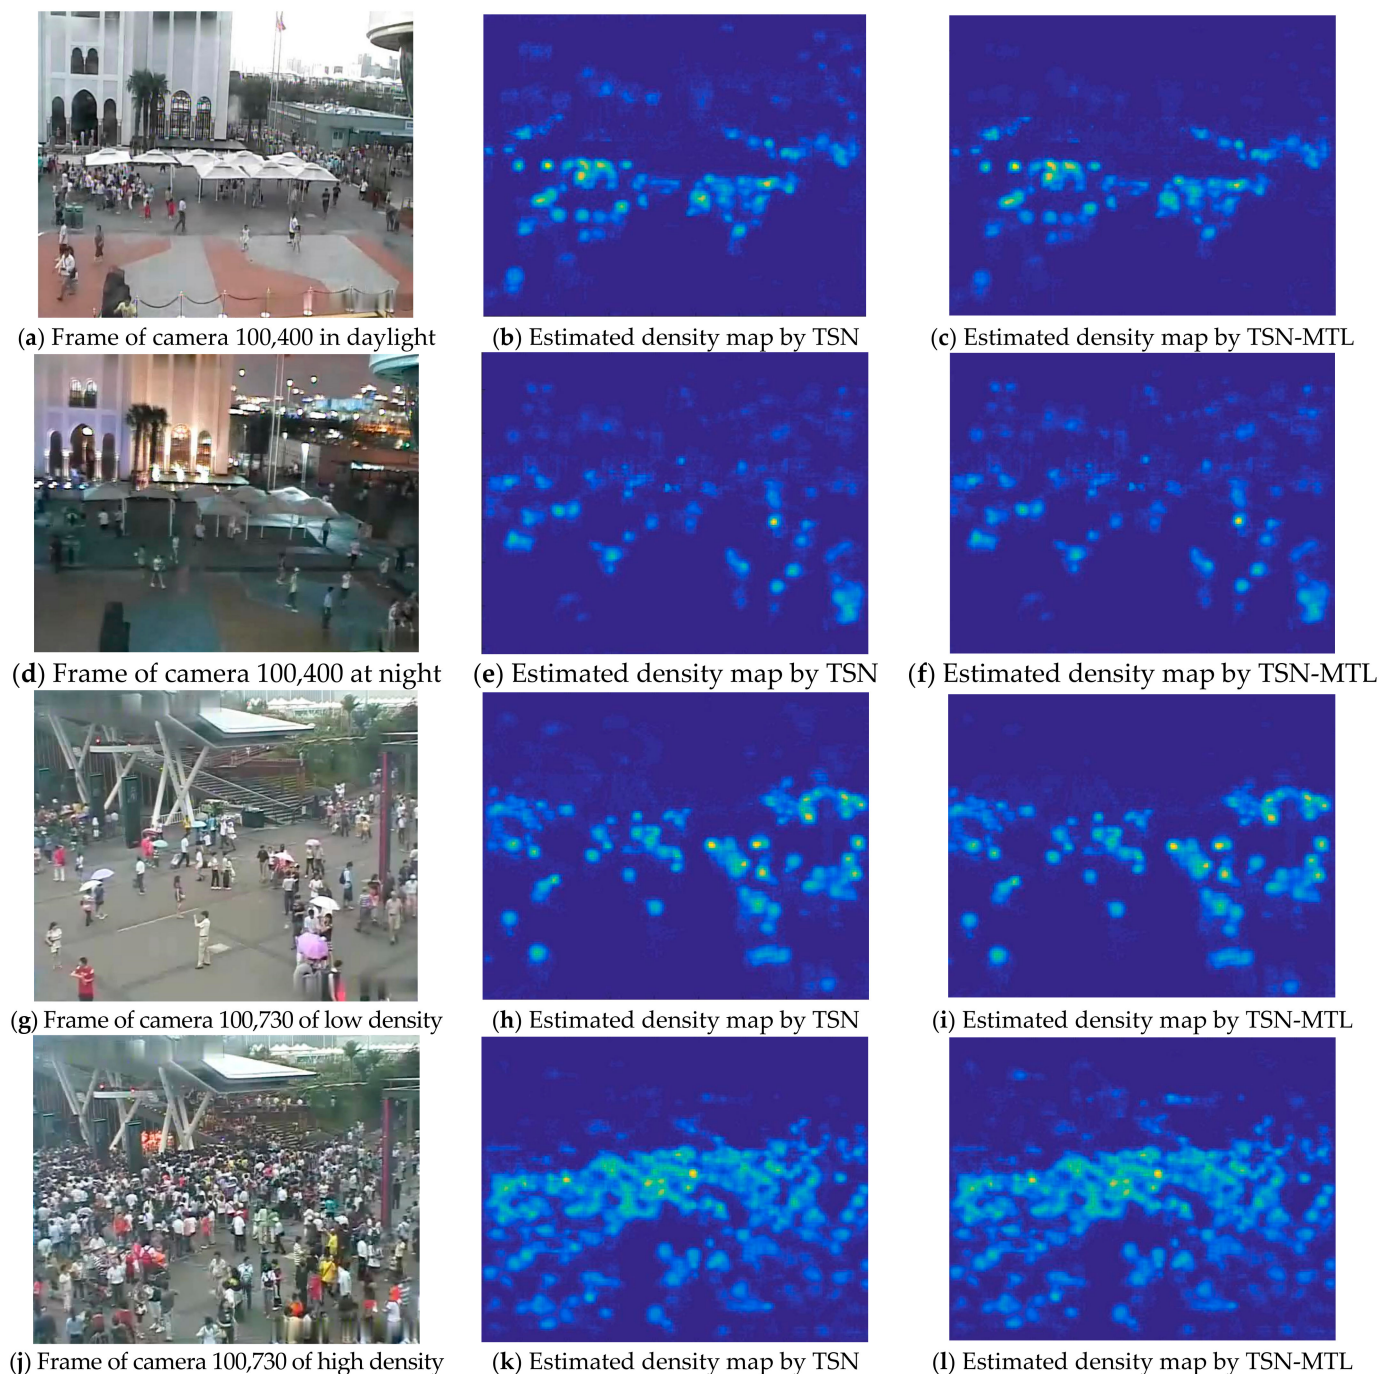 (a) Frame of camera 100,400 in daylight
(b) Estimated density map by TSN
(c) Estimated density map by TSN-MTL
(d) Frame of camera 100,400 at night
(e) Estimated density map by TSN
(f) Estimated density map by TSN-MTL
(g) Frame of camera 100,730 of low density
(h) Estimated density map by TSN
(i) Estimated density map by TSN-MTL
(j) Frame of camera 100,730 of high density
(k) Estimated density map by TSN
(l) Estimated density map by TSN-MTL